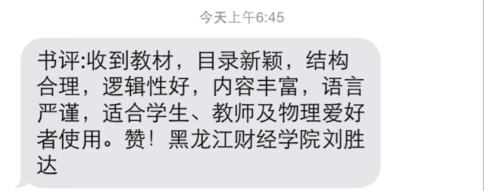 今天上午6:45
书评:收到教材，目录新颖，结构
合理，逻辑性好，内容丰富，语言
严谨，适合学生、教师及物理爱好
者使用。赞！黑龙江财经学院刘胜
达